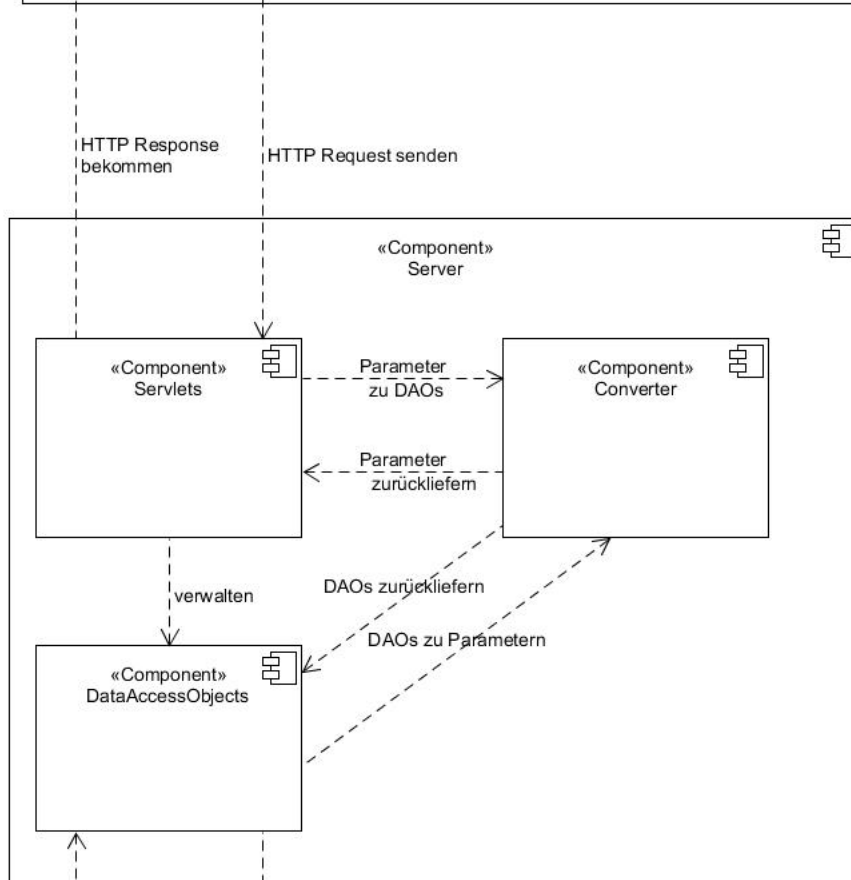 HTTP Response
bekommen
HTTP Request senden
«Component»
Server
«Component»
Servlets
Parameter
zu DAOs
«Component»
Converter
Parameter
zurückliefern
verwalten
DAOs zurückliefern
DAOs zu Parametern
«Component»
DataAccessObjects